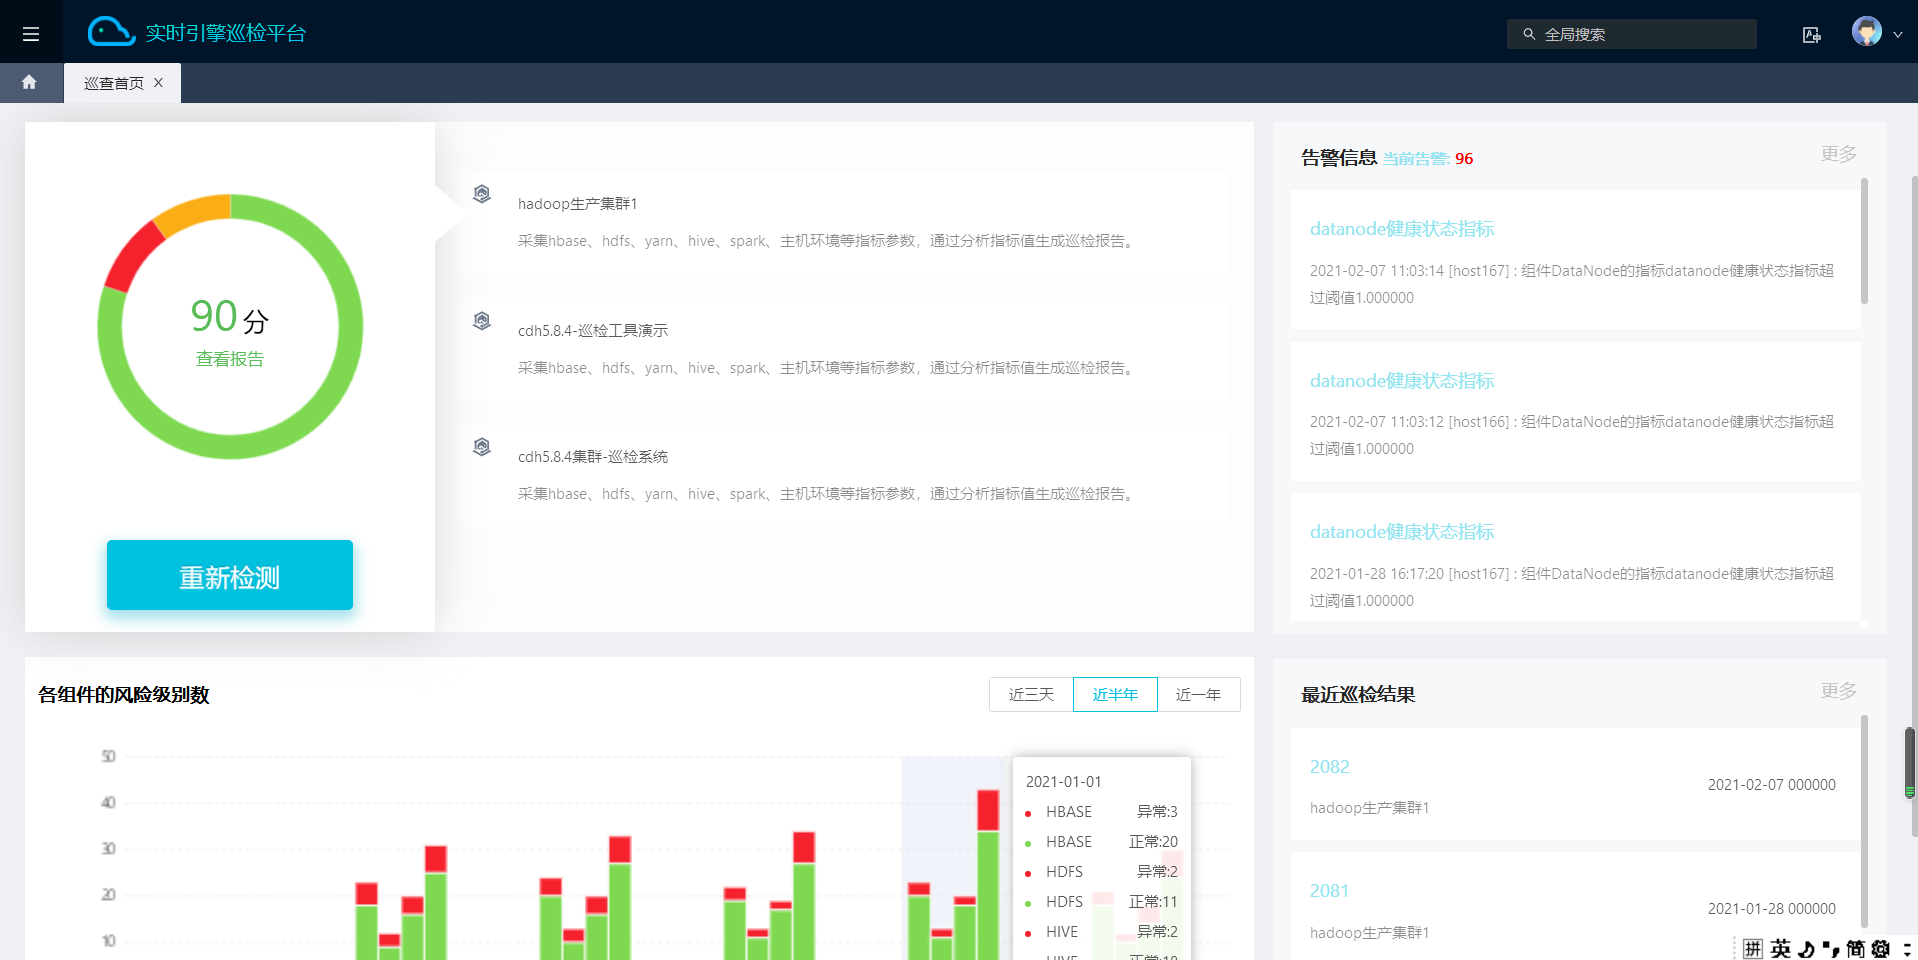 实时引擎巡检平台
全局搜索
巡查首页 X
90分
查看报告
重新检测
hadoop生产集群1
采集hbase、hdfs、yarn、hive、spark、主机环境等指标参数，通过分析指标值生成巡检报告。
cdh5.8.4-巡检工具演示
采集hbase、hdfs、yarn、hive、spark、主机环境等指标参数，通过分析指标值生成巡检报告。
cdh5.8.4集群-巡检系统
采集hbase、hdfs、yarn、hive、spark、主机环境等指标参数，通过分析指标值生成巡检报告。
告警信息 当前告警: 96
更多
datanode健康状态指标
2021-02-07 11:03:14 [host167] : 组件DataNode的指标datanode健康状态指标超
过阈值1.000000
datanode健康状态指标
2021-02-07 11:03:12 [host166] : 组件DataNode的指标datanode健康状态指标超
过阈值1.000000
datanode健康状态指标
2021-01-28 16:17:20 [host167] : 组件DataNode的指标datanode健康状态指标超
过阈值1.000000
各组件的风险级别数
近三天 近半年 近一年
50
40
30
20
10
2021-01-01
HBASE 异常:3
HBASE 正常:20
HDFS 异常:2
HDFS 正常:11
HIVE 异常:2
最近巡检结果
更多
2082
2021-02-07 000000
hadoop生产集群1
2081
2021-01-28 000000
hadoop生产集群1
拼 英 简